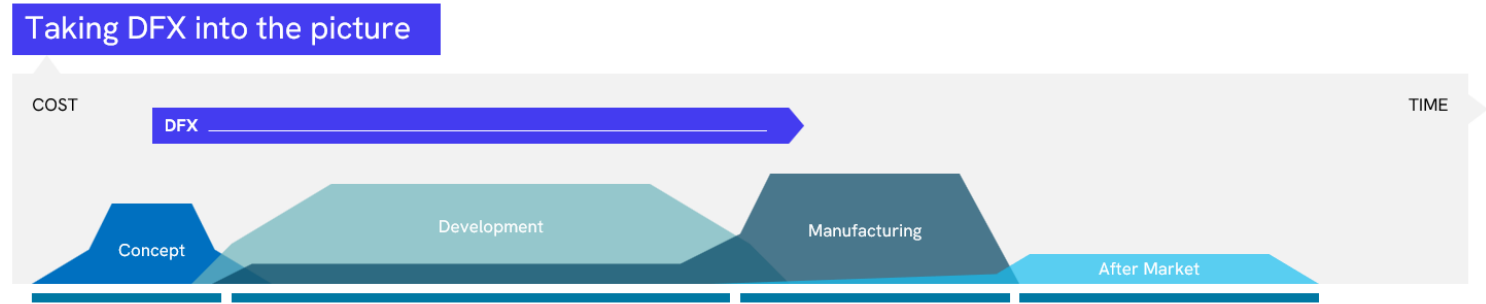 Taking DFX into the picture
COST
TIME
DFX
Development
Manufacturing
Concept
After Market